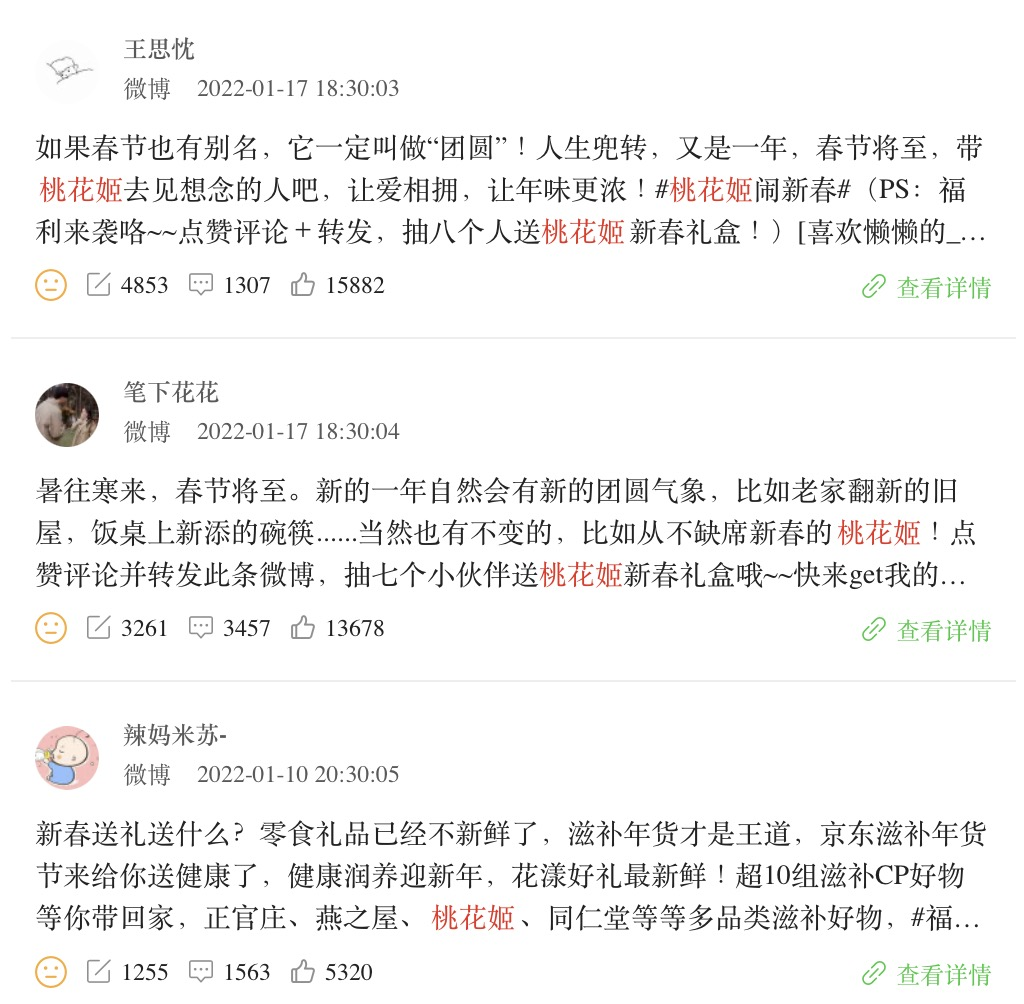 王思忱
微博 2022-01-17 18:30:03
如果春节也有别名，它一定叫做“团圆”！人生兜转，又是一年，春节将至，带
桃花姬去见想念的人吧，让爱相拥，让年味更浓！#桃花姬闹新春#（PS：福
利来袭咯~~点赞评论＋转发，抽八个人送桃花姬新春礼盒！）[喜欢懒懒的_…
4853 1307 15882 查看详情
笔下花花
微博 2022-01-17 18:30:04
暑往寒来，春节将至。新的一年自然会有新的团圆气象，比如老家翻新的旧
屋，饭桌上新添的碗筷......当然也有不变的，比如从不缺席新春的桃花姬！点
赞评论并转发此条微博，抽七个小伙伴送桃花姬新春礼盒哦~~快来get我的…
3261 3457 13678 查看详情
辣妈米苏-
微博 2022-01-10 20:30:05
新春送礼送什么？零食礼品已经不新鲜了，滋补年货才是王道，京东滋补年货
节来给你送健康了，健康润养迎新年，花漾好礼最新鲜！超10组滋补CP好物
等你带回家，正官庄、燕之屋、桃花姬、同仁堂等等多品类滋补好物，#福…
1255 1563 5320 查看详情